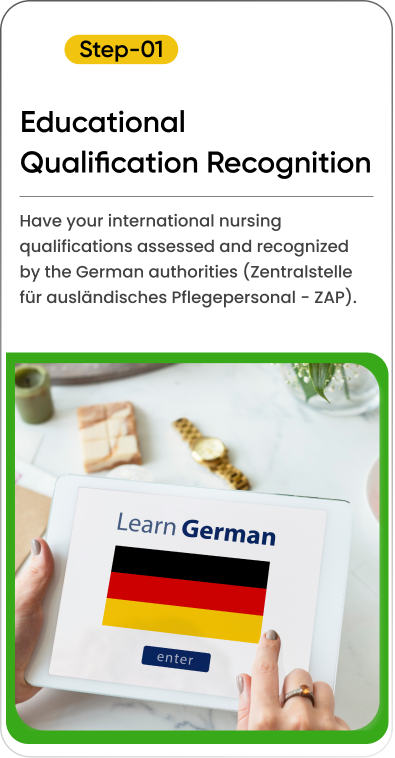 Step-01
Educational
Qualification Recognition
Have your international nursing
qualifications assessed and recognized
by the German authorities (Zentralstelle
für ausländisches Pflegepersonal - ZAP).
Learn German
enter